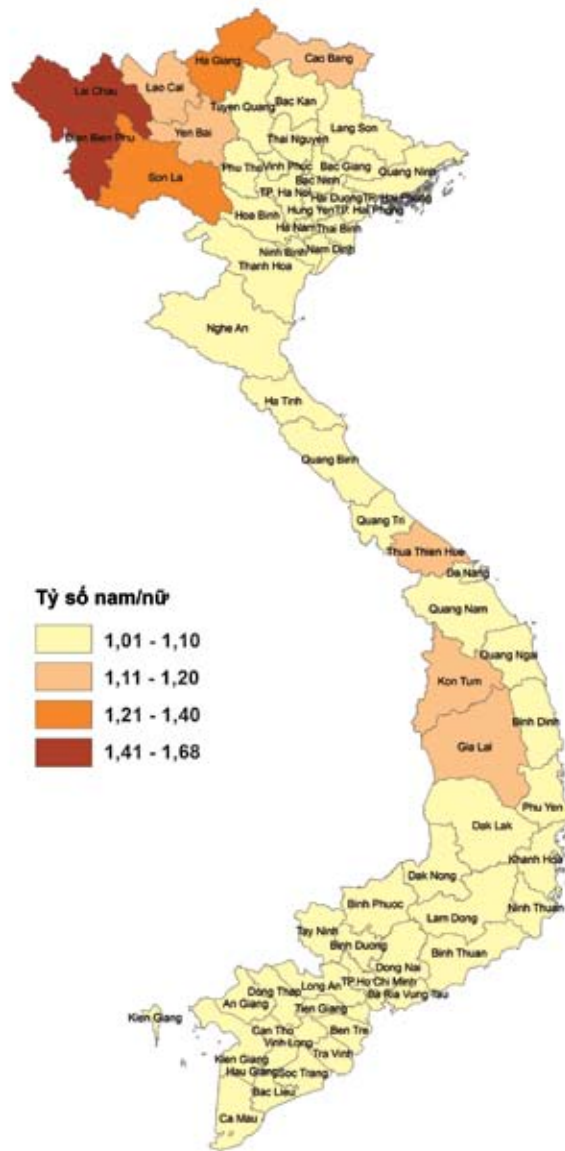 Ha Giang
Cao Bang
Lai Chau
Lao Cai
Tuyen Quang
Bac Kan
Dien Bien Phu
Yen Bai
Lang Son
Thai Nguyen
Son La
Phu Tho
Vinh Phuc
Bac Giang
Quang Ninh
Bac Ninh
TP. Ha Noi
Hai Duong
TP. Hai Phong
Hoa Binh
Hung Yen
TP. Hai Phong
Ha Nam
Thai Binh
Ninh Binh
Nam Dinh
Thanh Hoa
Nghe An
Ha Tinh
Quang Binh
Quang Tri
Thua Thien Hue
Da Nang
Tỷ số nam/nữ
1,01 - 1,10
1,11 - 1,20
1,21 - 1,40
1,41 - 1,68
Quang Nam
Quang Ngai
Kon Tum
Binh Dinh
Gia Lai
Phu Yen
Dak Lak
Khanh Hoa
Dak Nong
Binh Phuoc
Lam Dong
Ninh Thuan
Tay Ninh
Binh Duong
Binh Thuan
Dong Nai
Long An
TP.Ho Chi Minh
Dong Thap
Ba Ria Vung Tau
An Giang
Tien Giang
Kien Giang
Can Tho
Ben Tre
Vinh Long
Kien Giang
Tra Vinh
Hau Giang
Soc Trang
Bac Lieu
Ca Mau